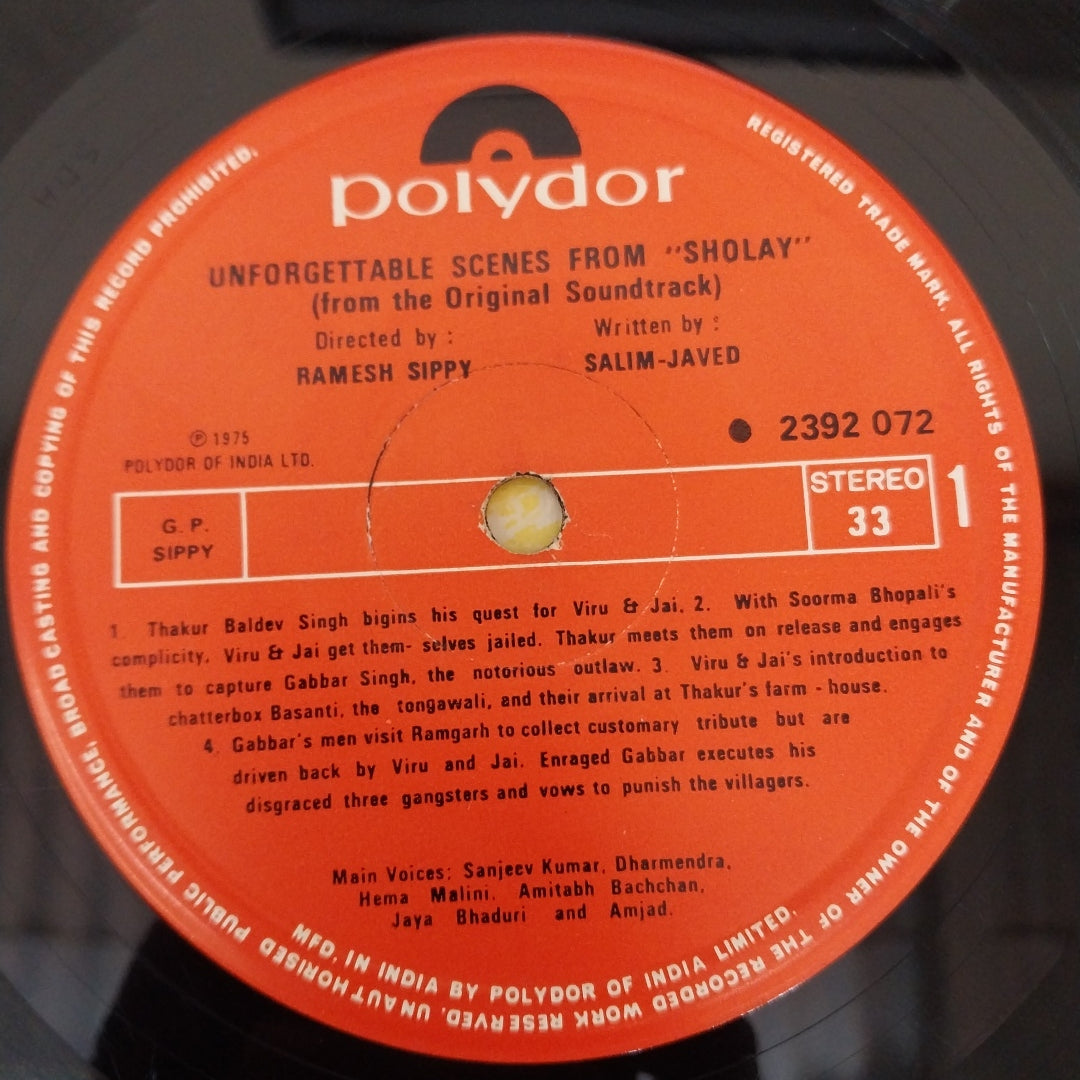 polydor
UNFORGETTABLE SCENES FROM "SHOLAY"
(from the Original Soundtrack)
Directed by :
RAMESH SIPPY
Written by :
SALIM-JAVED
℗ 1975
POLYDOR OF INDIA LTD.
● 2392 072
G. P.
SIPPY
STEREO
33
1
1. Thakur Baldev Singh bigins his quest for Viru & Jai. 2. With Soorma Bhopali's
complicity, Viru & Jai get them- selves jailed. Thakur meets them on release and engages
them to capture Gabbar Singh, the notorious outlaw. 3. Viru & Jai's introduction to
chatterbox Basanti, the tongawali, and their arrival at Thakur's farm - house.
4. Gabbar's men visit Ramgarh to collect customary tribute but are
driven back by Viru and Jai. Enraged Gabbar executes his
disgraced three gangsters and vows to punish the villagers.
Main Voices: Sanjeev Kumar, Dharmendra,
Hema Malini, Amitabh Bachchan,
Jaya Bhaduri and Amjad.
MFD. IN INDIA BY POLYDOR OF INDIA LIMITED.
REGISTERED TRADE MARK. ALL RIGHTS OF THE MANUFACTURER AND OF THE OWNER OF THE RECORDED WORK RESERVED. UNAUTHORISED PUBLIC PERFORMANCE, BROADCASTING AND COPYING OF THIS RECORD PROHIBITED.